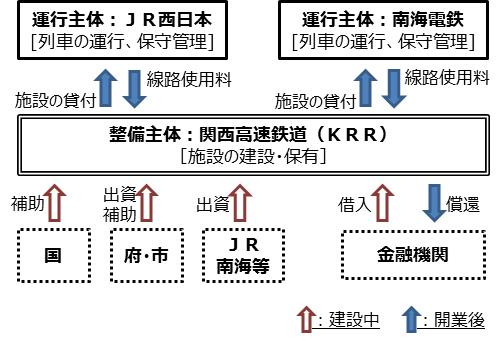 運行主体：ＪＲ西日本
[列車の運行、保守管理]
運行主体：南海電鉄
[列車の運行、保守管理]
施設の貸付
線路使用料
施設の貸付
線路使用料
整備主体：関西高速鉄道（ＫＲＲ）
[施設の建設･保有]
補助
出資
補助
出資
借入
償還
国
府･市
ＪＲ
南海等
金融機関
：建設中
：開業後